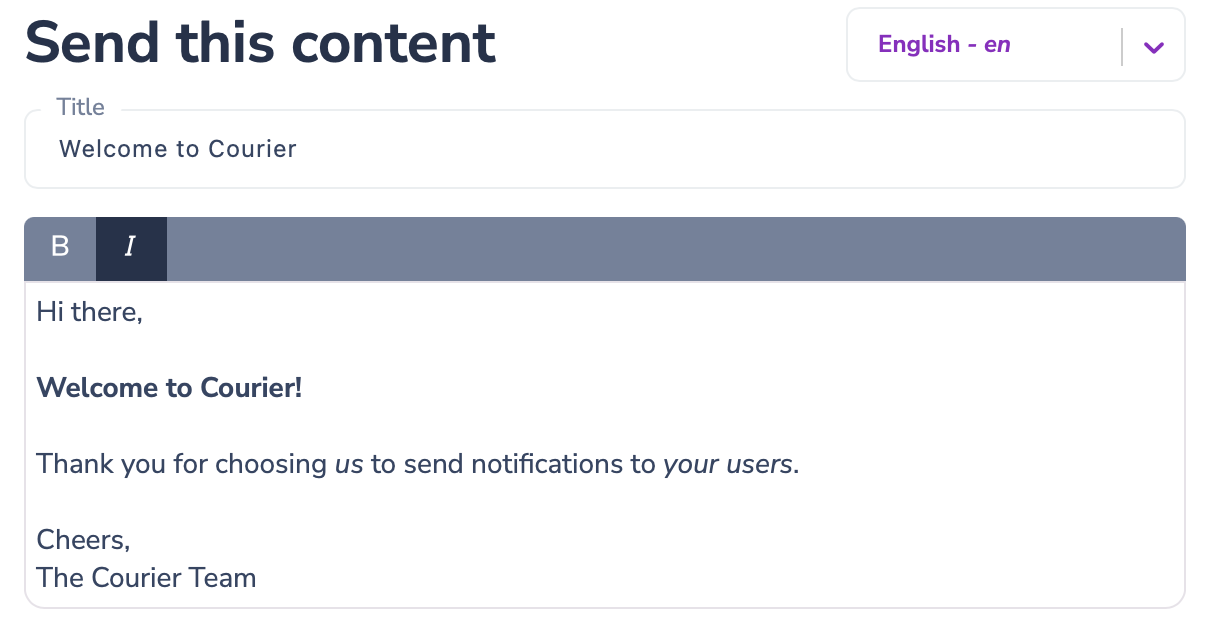 Send this content
English - en
Title
Welcome to Courier
B I
Hi there,
Welcome to Courier!
Thank you for choosing us to send notifications to your users.
Cheers,
The Courier Team